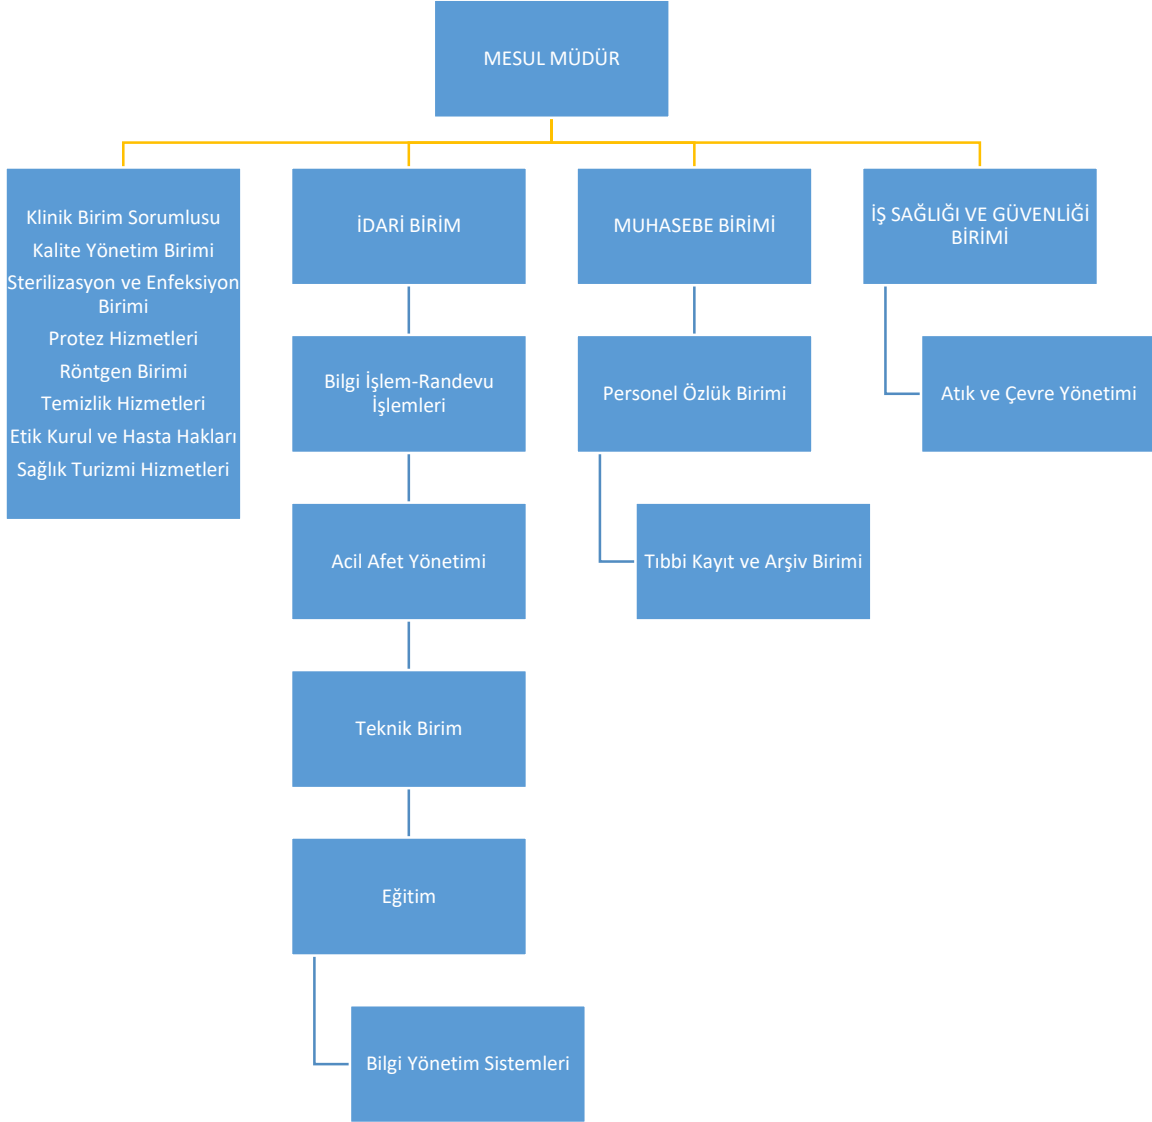 MESUL MÜDÜR
Klinik Birim Sorumlusu
Kalite Yönetim Birimi
Sterilizasyon ve Enfeksiyon
Birimi
Protez Hizmetleri
Röntgen Birimi
Temizlik Hizmetleri
Etik Kurul ve Hasta Hakları
Sağlık Turizmi Hizmetleri
İDARİ BİRİM
Bilgi İşlem-Randevu
İşlemleri
Acil Afet Yönetimi
Teknik Birim
Eğitim
Bilgi Yönetim Sistemleri
MUHASEBE BİRİMİ
Personel Özlük Birimi
Tıbbi Kayıt ve Arşiv Birimi
İŞ SAĞLIĞI VE GÜVENLİĞİ
BİRİMİ
Atık ve Çevre Yönetimi